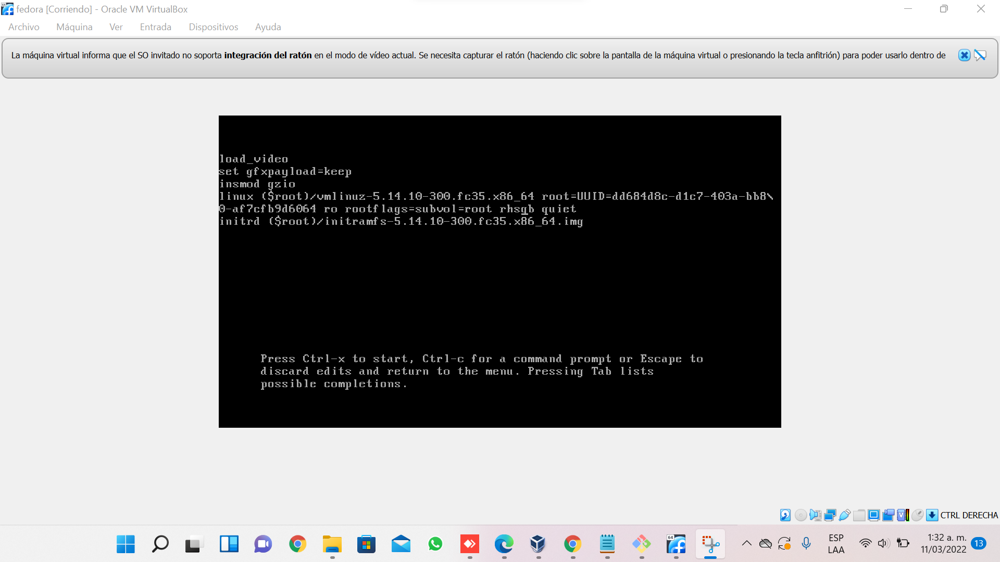 fedora [Corriendo] - Oracle VM VirtualBox
Archivo Máquina Ver Entrada Dispositivos Ayuda
La máquina virtual informa que el SO invitado no soporta integración del ratón en el modo de vídeo actual. Se necesita capturar el ratón (haciendo clic sobre la pantalla de la máquina virtual o presionando la tecla anfitrión) para poder usarlo dentro de
load_video
set gfxpayload=keep
insmod gzio
linux ($root)/vmlinuz-5.14.10-300.fc35.x86_64 root=UUID=dd684d8c-d1c7-403a-bb8\
0-af7cfb9d6064 ro rootflags=subvol=root rhsgb quiet
initrd ($root)/initramfs-5.14.10-300.fc35.x86_64.img
Press Ctrl-x to start, Ctrl-c for a command prompt or Escape to
discard edits and return to the menu. Pressing Tab lists
possible completions.
CTRL DERECHA
64
ESP
LAA
1:32 a. m.
11/03/2022
13